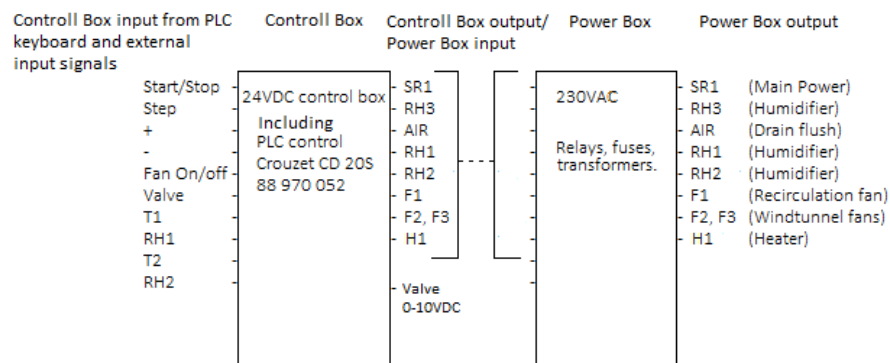 Controll Box input from PLC
keyboard and external
input signals
Controll Box
Controll Box output/
Power Box input
Power Box
Power Box output
Start/Stop
Step
+
-
Fan On/off
Valve
T1
RH1
T2
RH2
24VDC control box
Including
PLC control
Crouzet CD 20S
88 970 052
SR1
RH3
AIR
RH1
RH2
F1
F2, F3
H1
Valve
0-10VDC
230VAC
Relays, fuses,
transformers.
SR1 (Main Power)
RH3 (Humidifier)
AIR (Drain flush)
RH1 (Humidifier)
RH2 (Humidifier)
F1 (Recirculation fan)
F2, F3 (Windtunnel fans)
H1 (Heater)